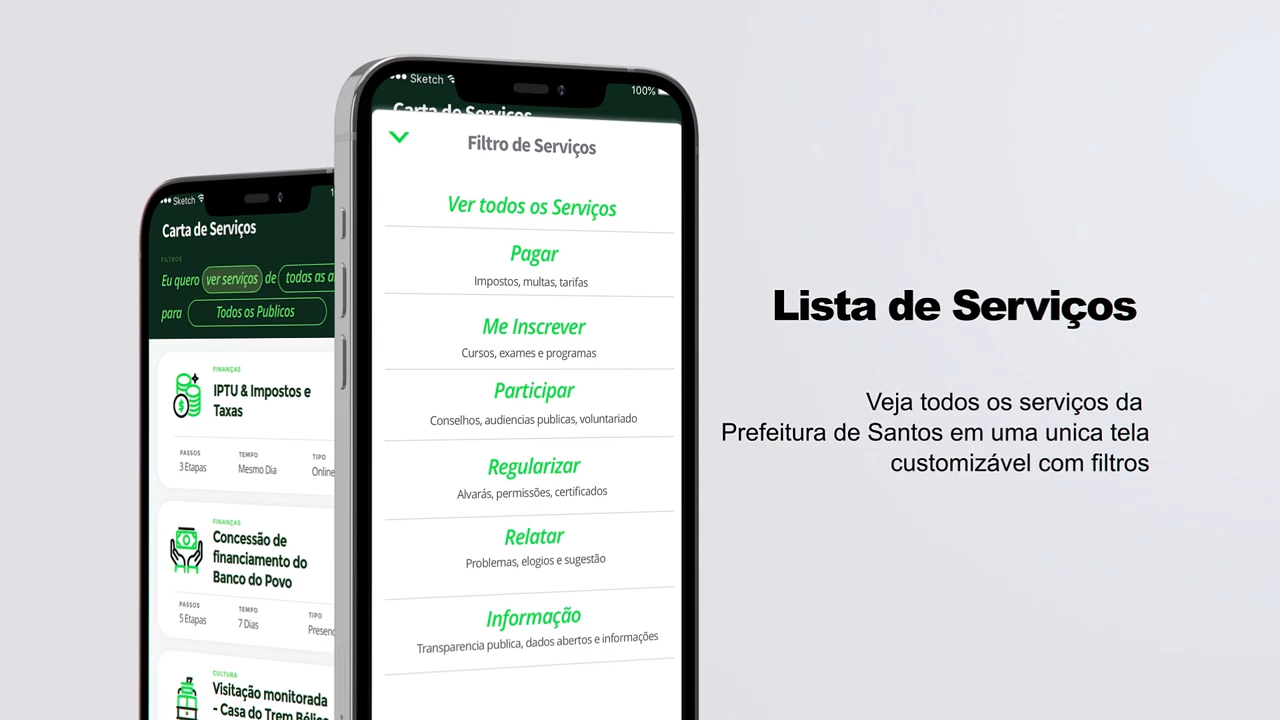 Sketch
Carta de Serviços
FILTROS
Eu quero ver serviços de todas as
para Todos os Publicos
FINANÇAS
IPTU & Impostos e
Taxas
PASSOS TEMPO TIPO
3 Etapas Mesmo Dia Online
FINANÇAS
Concessão de
financiamento do
Banco do Povo
PASSOS TEMPO TIPO
5 Etapas 7 Dias
CULTURA
Visitação monitorada
- Casa do Trem Bélico
Sketch 100%
Carta de Serviços
Filtro de Serviços
Ver todos os Serviços
Pagar
Impostos, multas, tarifas
Me Inscrever
Cursos, exames e programas
Participar
Conselhos, audiencias publicas, voluntariado
Regularizar
Alvarás, permissões, certificados
Relatar
Problemas, elogios e sugestão
Informação
Transparencia publica, dados abertos e informações
Lista de Serviços
Veja todos os serviços da
Prefeitura de Santos em uma unica tela
customizável com filtros